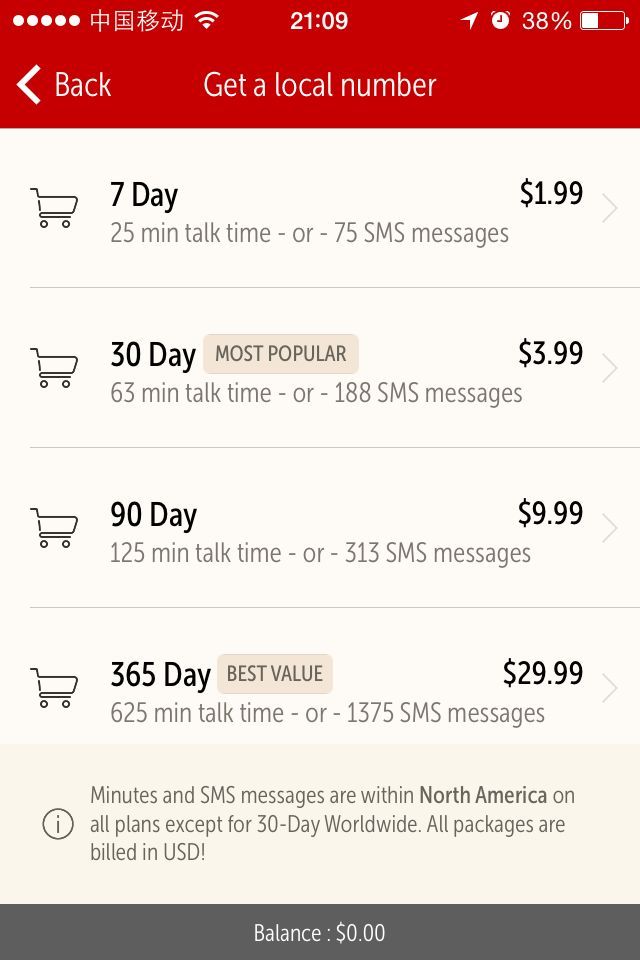 中国移动 21:09 38%
Back Get a local number
7 Day $1.99
25 min talk time - or - 75 SMS messages
30 Day MOST POPULAR $3.99
63 min talk time - or - 188 SMS messages
90 Day $9.99
125 min talk time - or - 313 SMS messages
365 Day BEST VALUE $29.99
625 min talk time - or - 1375 SMS messages
Minutes and SMS messages are within North America on
all plans except for 30-Day Worldwide. All packages are
billed in USD!
Balance : $0.00